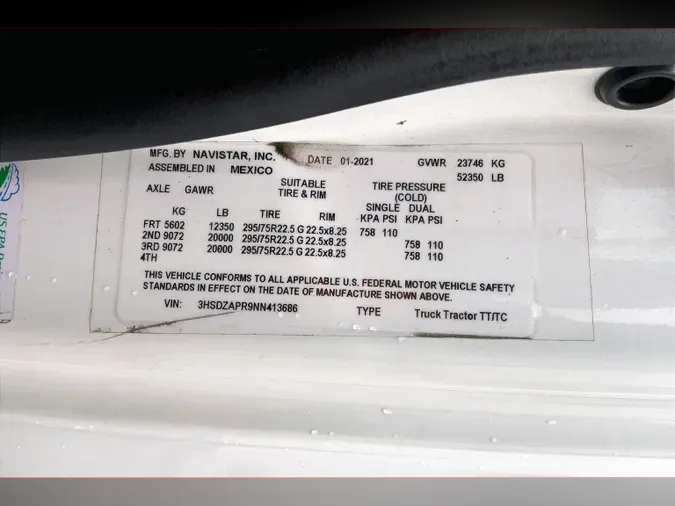 MFG. BY NAVISTAR, INC. DATE 01-2021 GVWR 23746 KG
ASSEMBLED IN MEXICO 52350 LB
AXLE GAWR SUITABLE TIRE PRESSURE
TIRE & RIM (COLD)
SINGLE DUAL
KG LB TIRE RIM KPA PSI KPA PSI
FRT 5602 12350 295/75R22.5 G 22.5x8.25 758 110
2ND 9072 20000 295/75R22.5 G 22.5x8.25 758 110
3RD 9072 20000 295/75R22.5 G 22.5x8.25 758 110
4TH
THIS VEHICLE CONFORMS TO ALL APPLICABLE U.S. FEDERAL MOTOR VEHICLE SAFETY
STANDARDS IN EFFECT ON THE DATE OF MANUFACTURE SHOWN ABOVE.
VIN: 3HSDZAPR9NN413686 TYPE Truck Tractor TT/TC
US EPA